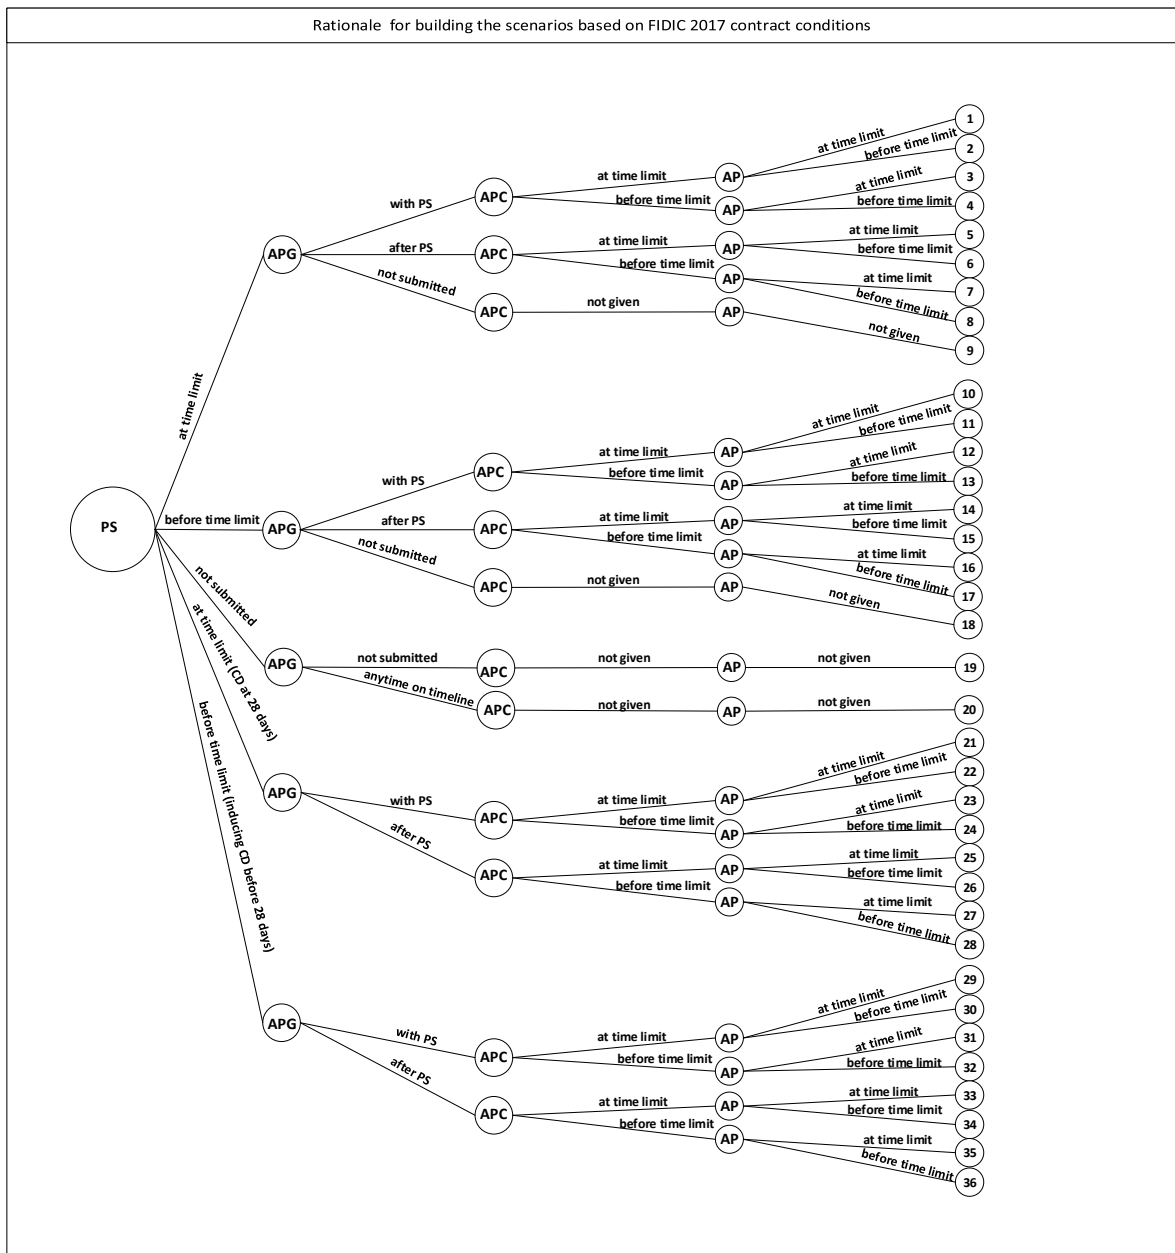 Rationale for building the scenarios based on FIDIC 2017 contract conditions
at time limit
1
before time limit
2
at time limit
AP
at time limit
3
with PS
APC
before time limit
AP
before time limit
4
at time limit
5
after PS
at time limit
AP
before time limit
6
APG
APC
before time limit
AP
at time limit
7
not submitted
before time limit
8
APC
not given
AP
not given
9
at time limit
at time limit
10
before time limit
11
at time limit
AP
at time limit
12
with PS
APC
before time limit
AP
before time limit
13
at time limit
14
PS
before time limit
APG
after PS
APC
at time limit
AP
before time limit
15
before time limit
AP
at time limit
16
not submitted
before time limit
17
APC
not given
AP
not given
18
not submitted
APG
not submitted
APC
not given
AP
not given
19
anytime on timeline
APC
not given
AP
not given
20
at time limit (CD at 28 days)
at time limit
21
before time limit
22
APG
with PS
at time limit
AP
at time limit
23
APC
before time limit
AP
before time limit
24
after PS
at time limit
25
at time limit
AP
before time limit
26
APC
before time limit
AP
at time limit
27
before time limit
28
before time limit (inducing CD before 28 days)
at time limit
29
before time limit
30
APG
with PS
at time limit
AP
at time limit
31
APC
before time limit
AP
before time limit
32
after PS
at time limit
33
at time limit
AP
before time limit
34
APC
before time limit
AP
at time limit
35
before time limit
36